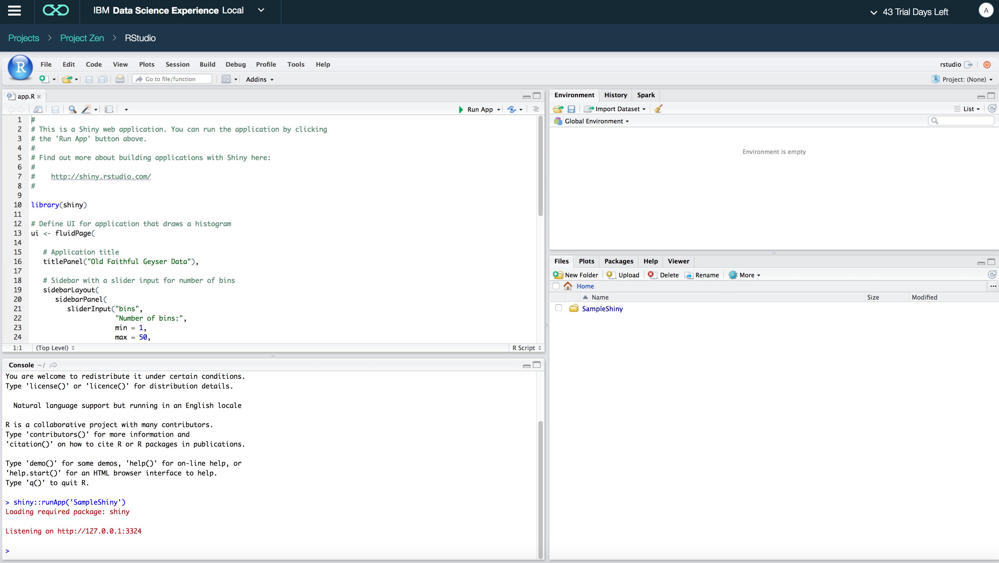 IBM Data Science Experience Local
43 Trial Days Left
A
Projects > Project Zen > RStudio
R
File Edit Code View Plots Session Build Debug Profile Tools Help
rstudio
Go to file/function
Addins
Project: (None)
app.R
Run App
1 #
2 # This is a Shiny web application. You can run the application by clicking
3 # the 'Run App' button above.
4 #
5 # Find out more about building applications with Shiny here:
6 #
7 #    http://shiny.rstudio.com/
8 #
9
10 library(shiny)
11
12 # Define UI for application that draws a histogram
13 ui <- fluidPage(
14
15    # Application title
16    titlePanel("Old Faithful Geyser Data"),
17
18    # Sidebar with a slider input for number of bins
19    sidebarLayout(
20       sidebarPanel(
21          sliderInput("bins",
22                      "Number of bins:",
23                      min = 1,
24                      max = 50,
1:1 (Top Level)
R Script
Console ~/
You are welcome to redistribute it under certain conditions.
Type 'license()' or 'licence()' for distribution details.
Natural language support but running in an English locale
R is a collaborative project with many contributors.
Type 'contributors()' for more information and
'citation()' on how to cite R or R packages in publications.
Type 'demo()' for some demos, 'help()' for on-line help, or
'help.start()' for an HTML browser interface to help.
Type 'q()' to quit R.
> shiny::runApp('SampleShiny')
Loading required package: shiny
Listening on http://127.0.0.1:3324
>
Environment History Spark
Import Dataset
List
Global Environment
Environment is empty
Files Plots Packages Help Viewer
New Folder Upload Delete Rename More
Home
...
Name Size Modified
SampleShiny